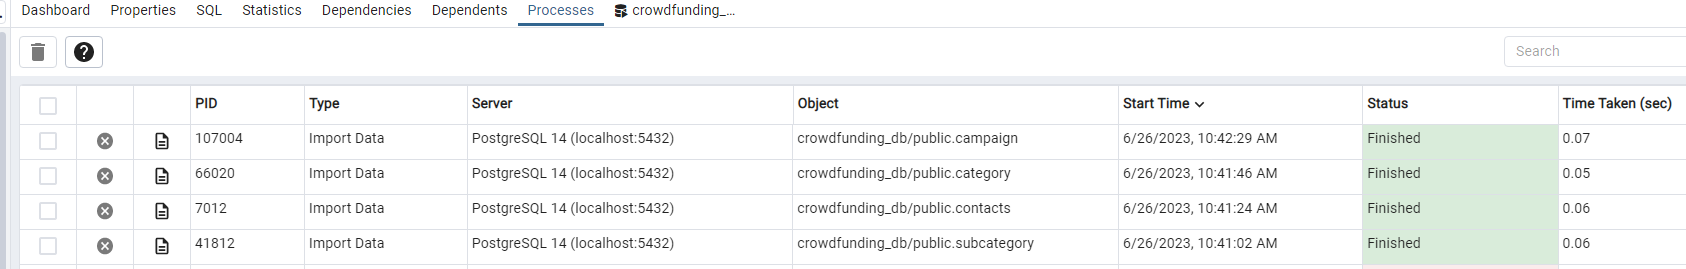 Dashboard Properties SQL Statistics Dependencies Dependents Processes crowdfunding_...
Search
PID Type Server Object Start Time Status Time Taken (sec)
107004 Import Data PostgreSQL 14 (localhost:5432) crowdfunding_db/public.campaign 6/26/2023, 10:42:29 AM Finished 0.07
66020 Import Data PostgreSQL 14 (localhost:5432) crowdfunding_db/public.category 6/26/2023, 10:41:46 AM Finished 0.05
7012 Import Data PostgreSQL 14 (localhost:5432) crowdfunding_db/public.contacts 6/26/2023, 10:41:24 AM Finished 0.06
41812 Import Data PostgreSQL 14 (localhost:5432) crowdfunding_db/public.subcategory 6/26/2023, 10:41:02 AM Finished 0.06